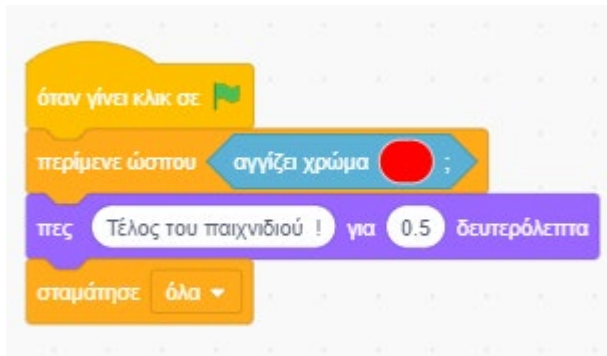 όταν γίνει κλικ σε
περίμενε ώσπου αγγίζει χρώμα ;
πες Τέλος του παιχνιδιού ! για 0.5 δευτερόλεπτα
σταμάτησε όλα